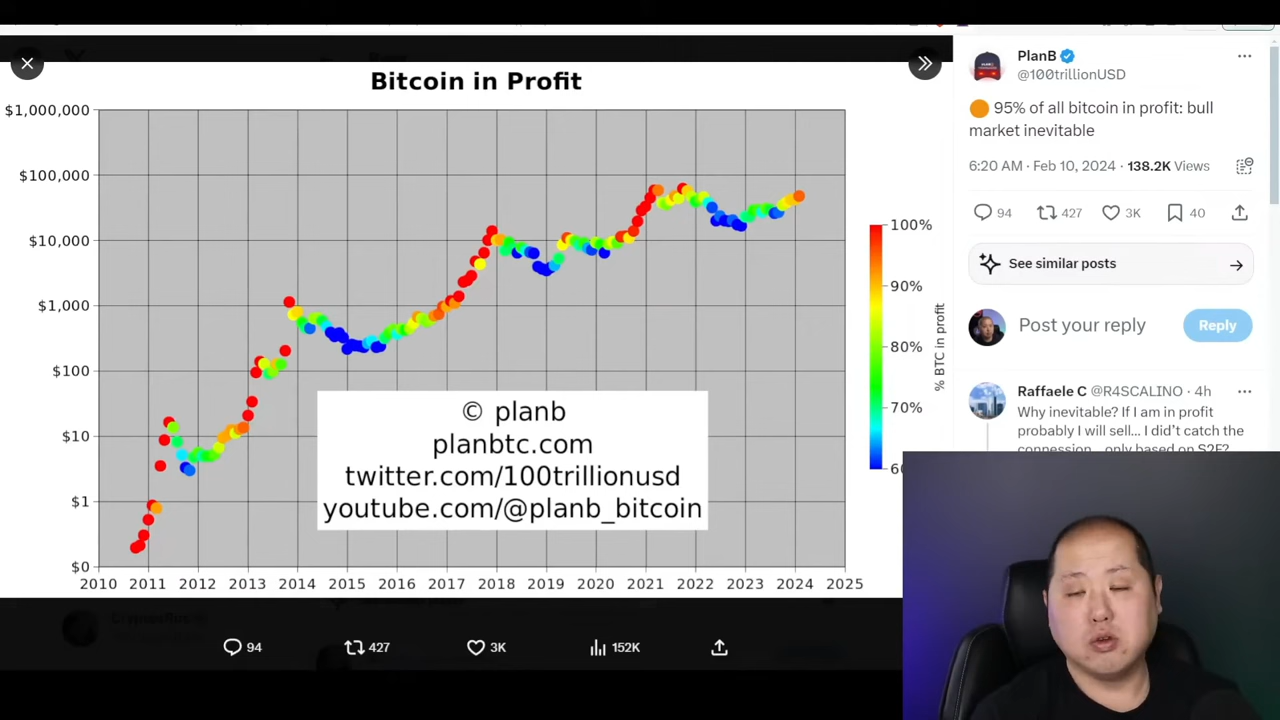 Bitcoin in Profit
$1,000,000
$100,000
$10,000
$1,000
$100
$10
$1
$0
2010 2011 2012 2013 2014 2015 2016 2017 2018 2019 2020 2021 2022 2023 2024 2025
© planb
planbtc.com
twitter.com/100trillionusd
youtube.com/@planb_bitcoin
100%
90%
80%
70%
% BTC in profit
94
427
3K
152K
PlanB
@100trillionUSD
95% of all bitcoin in profit: bull
market inevitable
6:20 AM · Feb 10, 2024 · 138.2K Views
94
427
3K
40
See similar posts
Post your reply
Reply
Raffaele C @R4SCALINO · 4h
Why inevitable? If I am in profit
probably I will sell... I didn't catch the
connession.. only based on S2F?